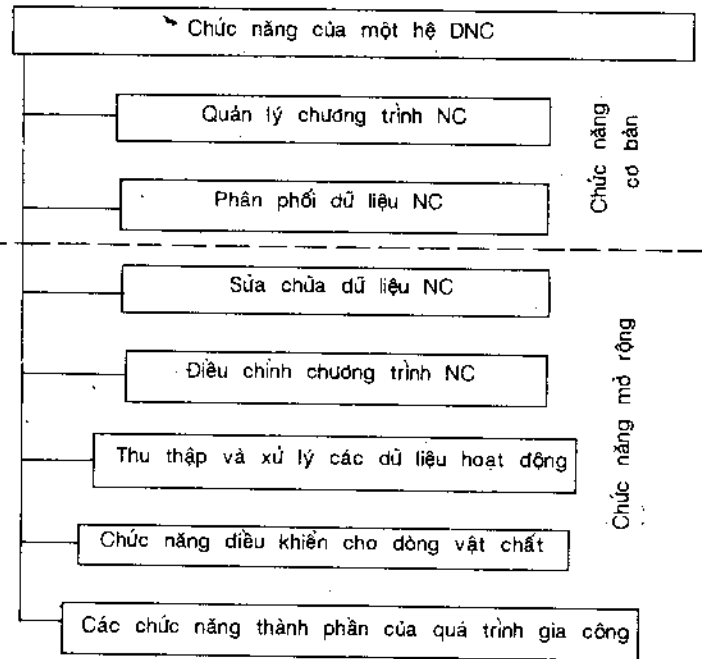 Chức năng của một hệ DNC
Quản lý chương trình NC
Phân phối dữ liệu NC
Chức năng
cơ bản
Sửa chữa dữ liệu NC
Điều chỉnh chương trình NC
Thu thập và xử lý các dữ liệu hoạt động
Chức năng điều khiển cho dòng vật chất
Các chức năng thành phần của quá trình gia công
Chức năng mở rộng